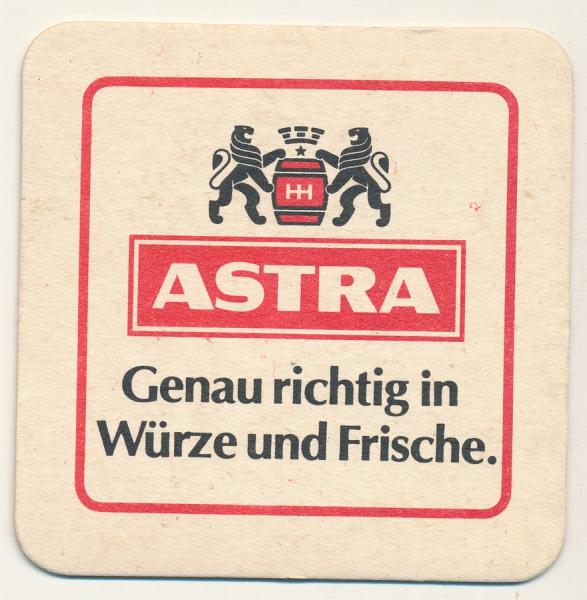 HH
ASTRA
Genau richtig in
Würze und Frische.